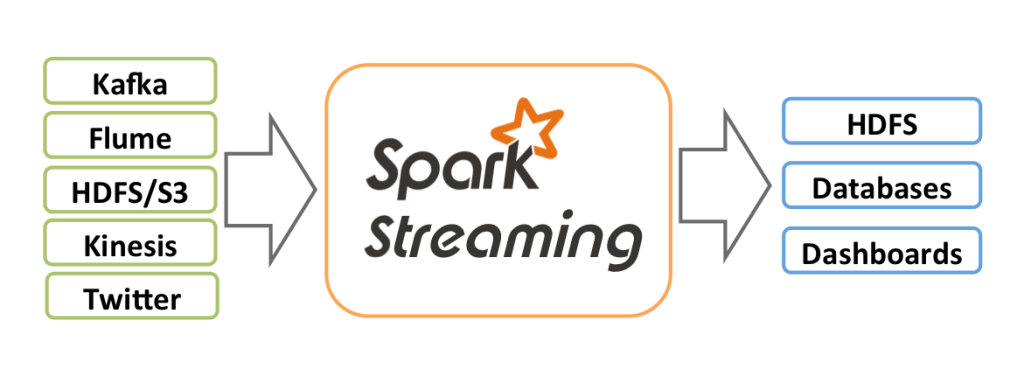 Kafka
Flume
HDFS/S3
Kinesis
Twitter
Spark
Streaming
HDFS
Databases
Dashboards